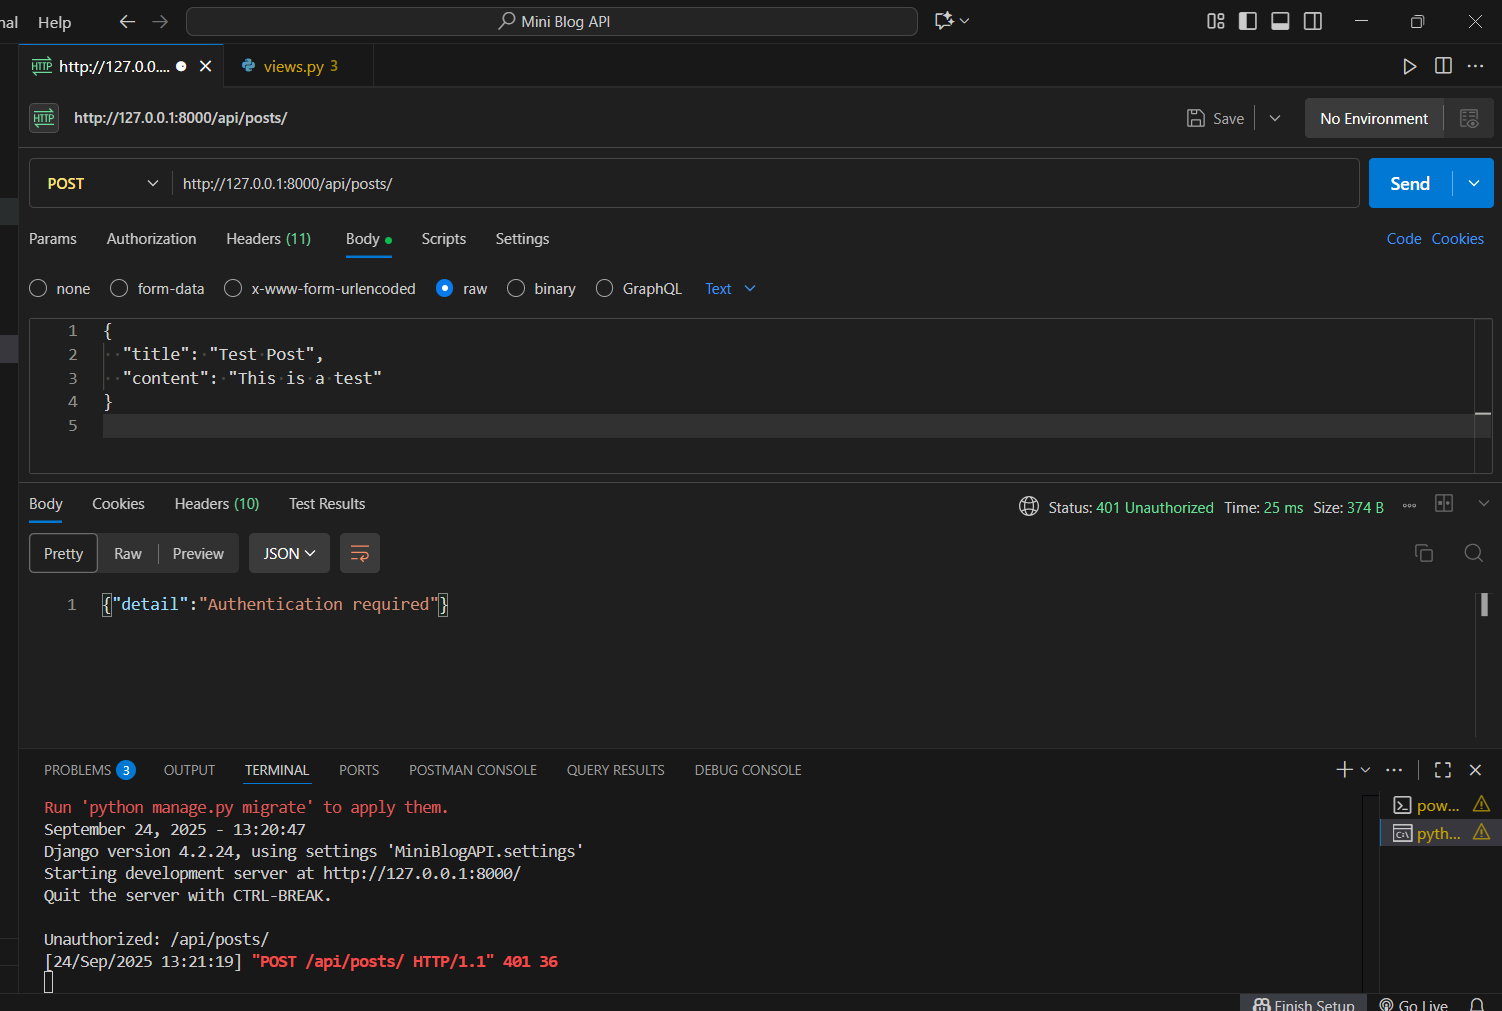 nal Help Mini Blog API
HTTP http://127.0.0.... views.py 3
HTTP http://127.0.0.1:8000/api/posts/ Save No Environment
POST http://127.0.0.1:8000/api/posts/ Send
Params Authorization Headers (11) Body Scripts Settings Code Cookies
none form-data x-www-form-urlencoded raw binary GraphQL Text
1 {
2 "title": "Test Post",
3 "content": "This is a test"
4 }
5
Body Cookies Headers (10) Test Results Status: 401 Unauthorized Time: 25 ms Size: 374 B
Pretty Raw Preview JSON
1 {"detail":"Authentication required"}
PROBLEMS 3 OUTPUT TERMINAL PORTS POSTMAN CONSOLE QUERY RESULTS DEBUG CONSOLE
Run 'python manage.py migrate' to apply them.
pow...
September 24, 2025 - 13:20:47
pyth...
Django version 4.2.24, using settings 'MiniBlogAPI.settings'
Starting development server at http://127.0.0.1:8000/
Quit the server with CTRL-BREAK.
Unauthorized: /api/posts/
[24/Sep/2025 13:21:19] "POST /api/posts/ HTTP/1.1" 401 36
Finish Setup Go Live